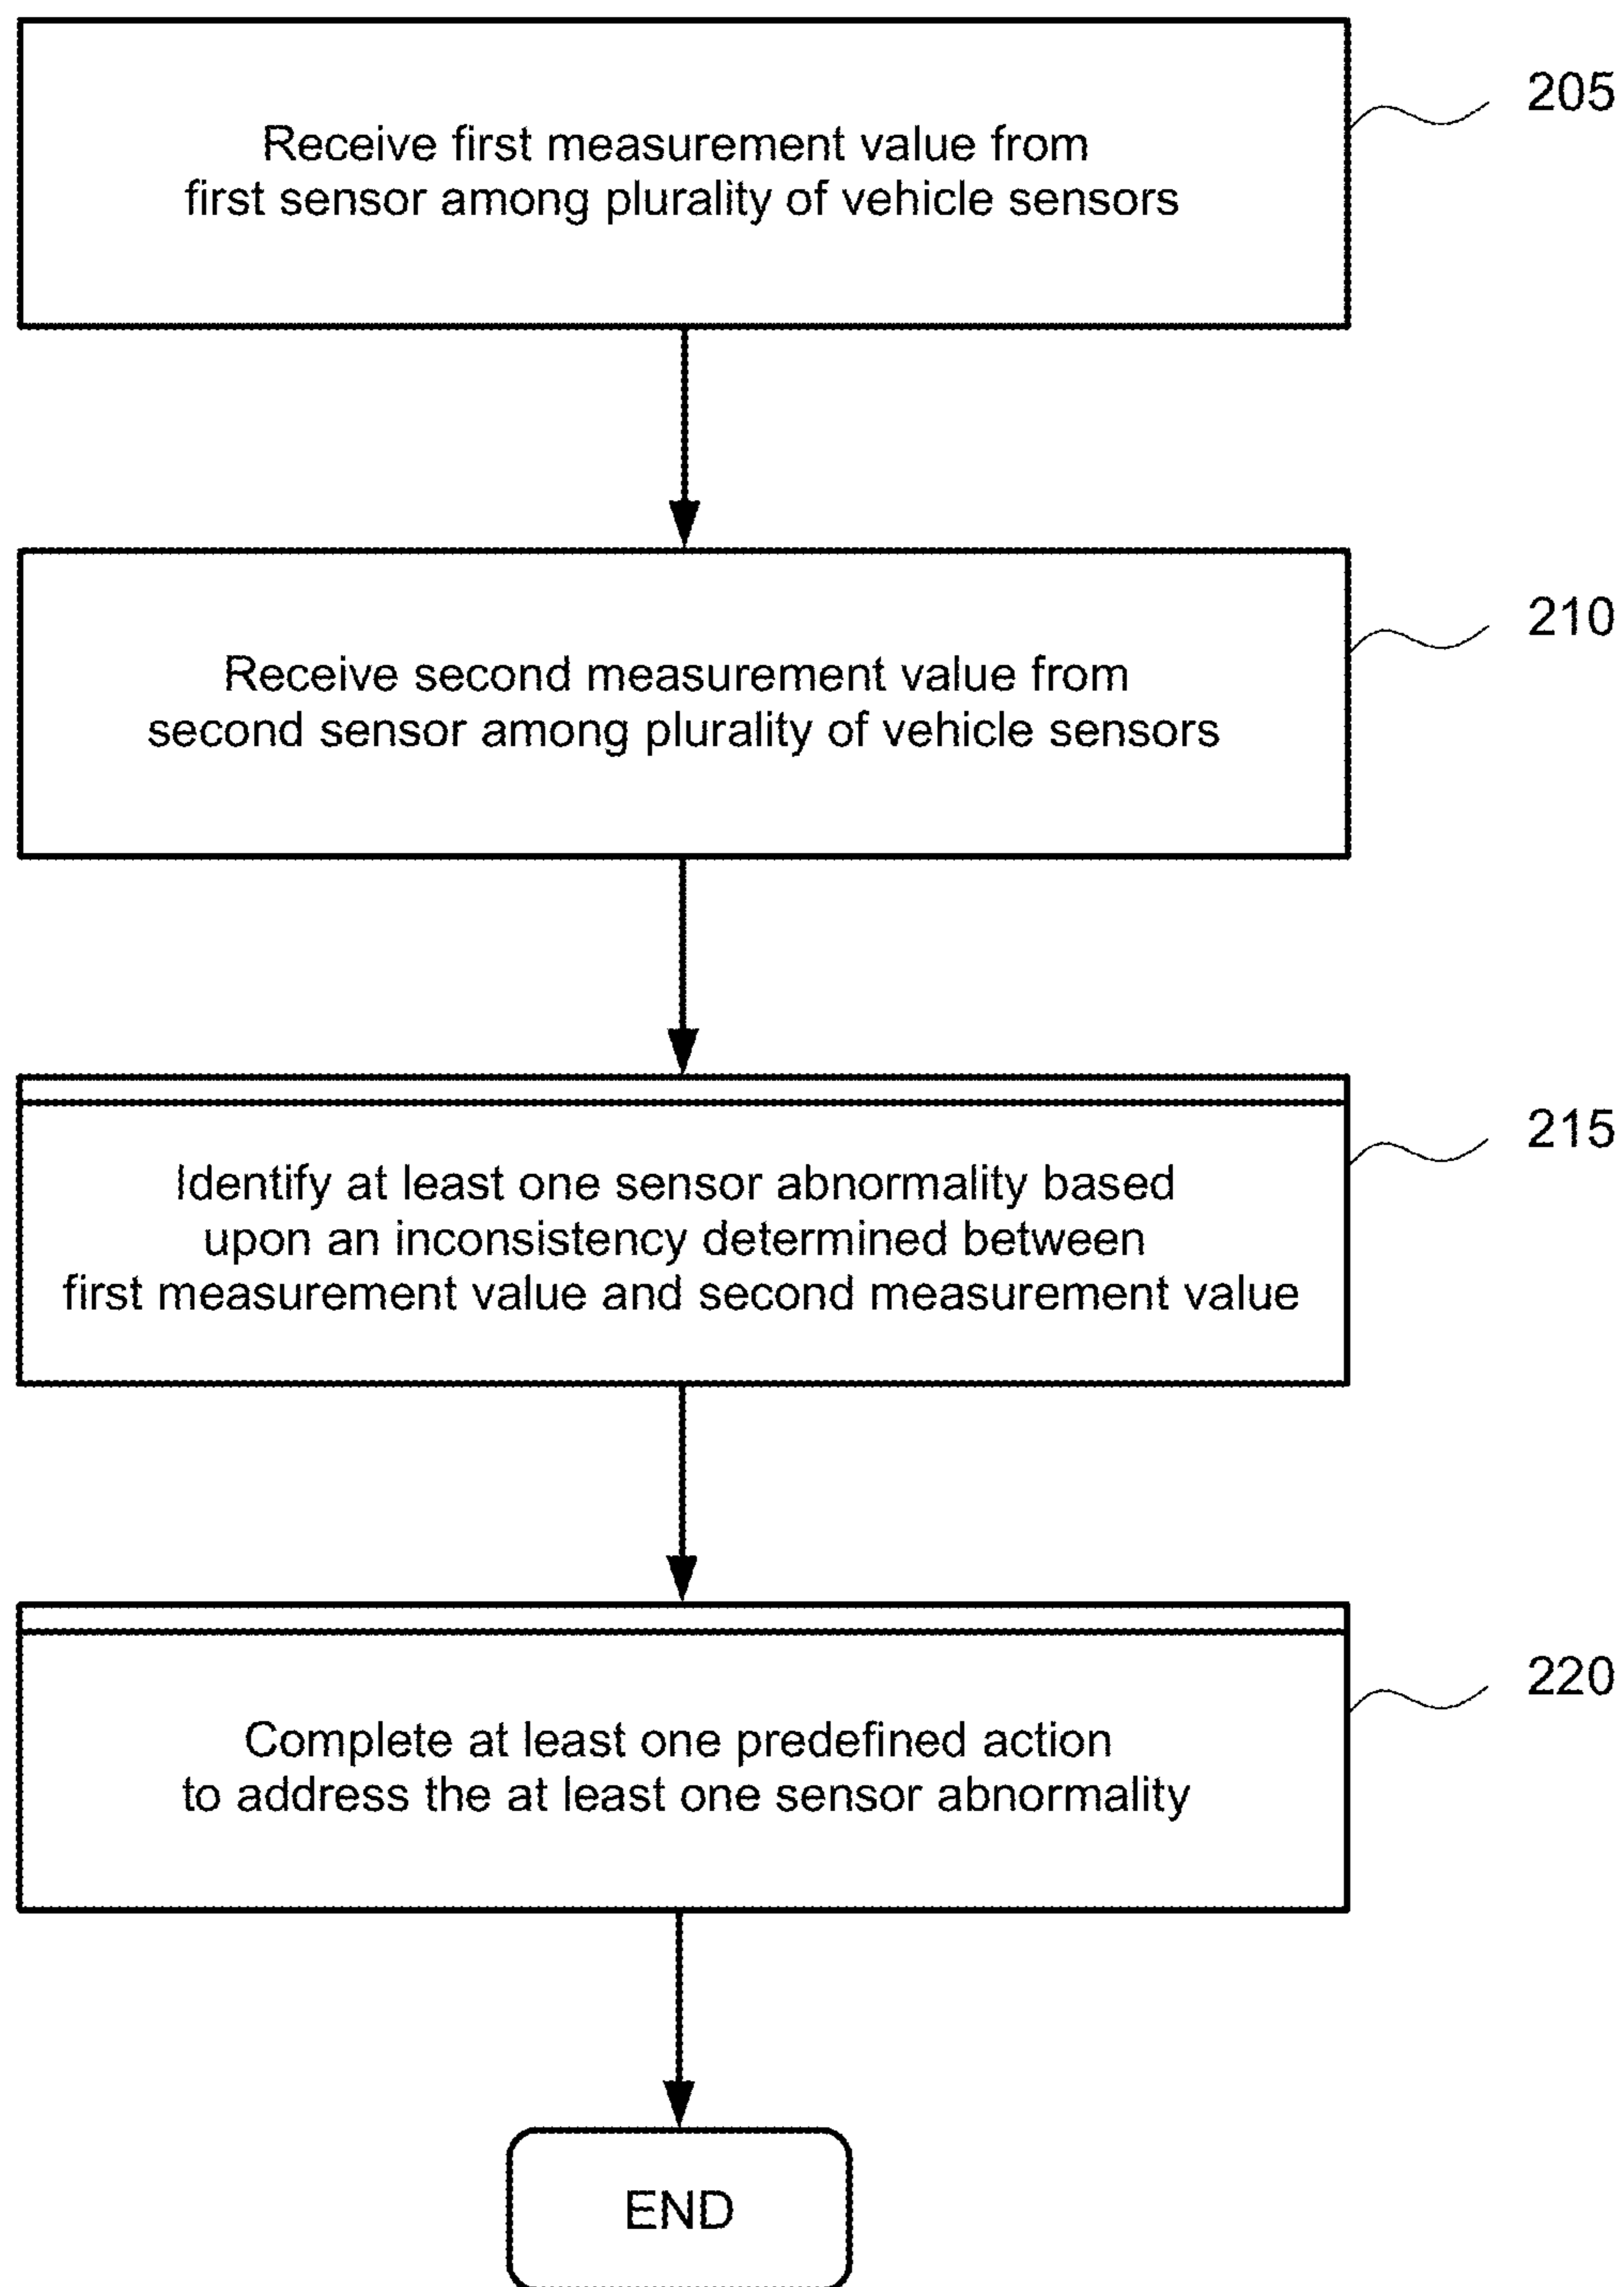 Receive first measurement value from
first sensor among plurality of vehicle sensors
205
Receive second measurement value from
second sensor among plurality of vehicle sensors
210
Identify at least one sensor abnormality based
upon an inconsistency determined between
first measurement value and second measurement value
215
Complete at least one predefined action
to address the at least one sensor abnormality
220
END